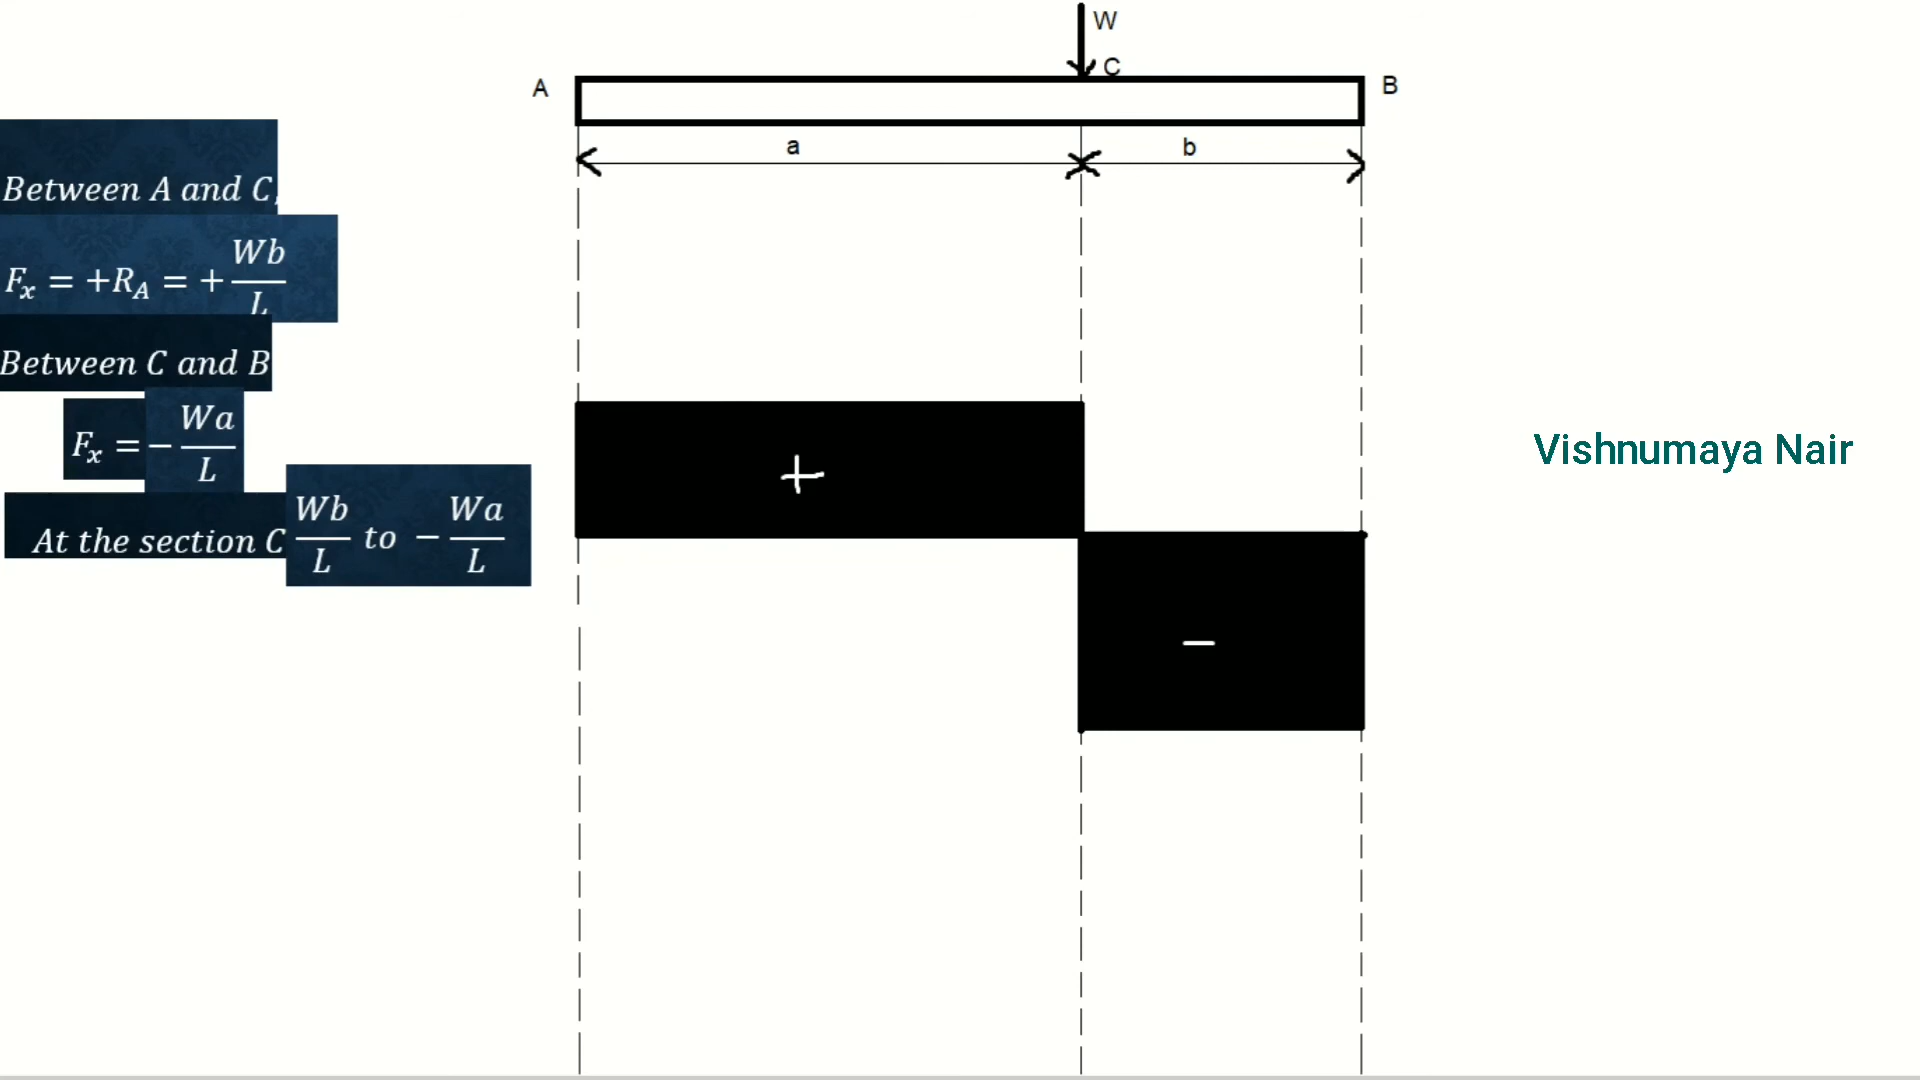 W
C
A
B
a
b
Between A and C,
F_x = +R_A = + Wb/L
Between C and B
F_x = - Wa/L
At the section C Wb/L to - Wa/L
+
−
Vishnumaya Nair